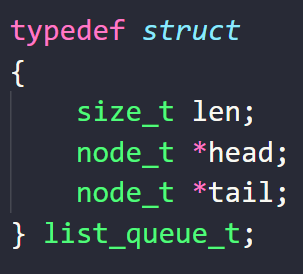 typedef struct
{
    size_t len;
    node_t *head;
    node_t *tail;
} list_queue_t;